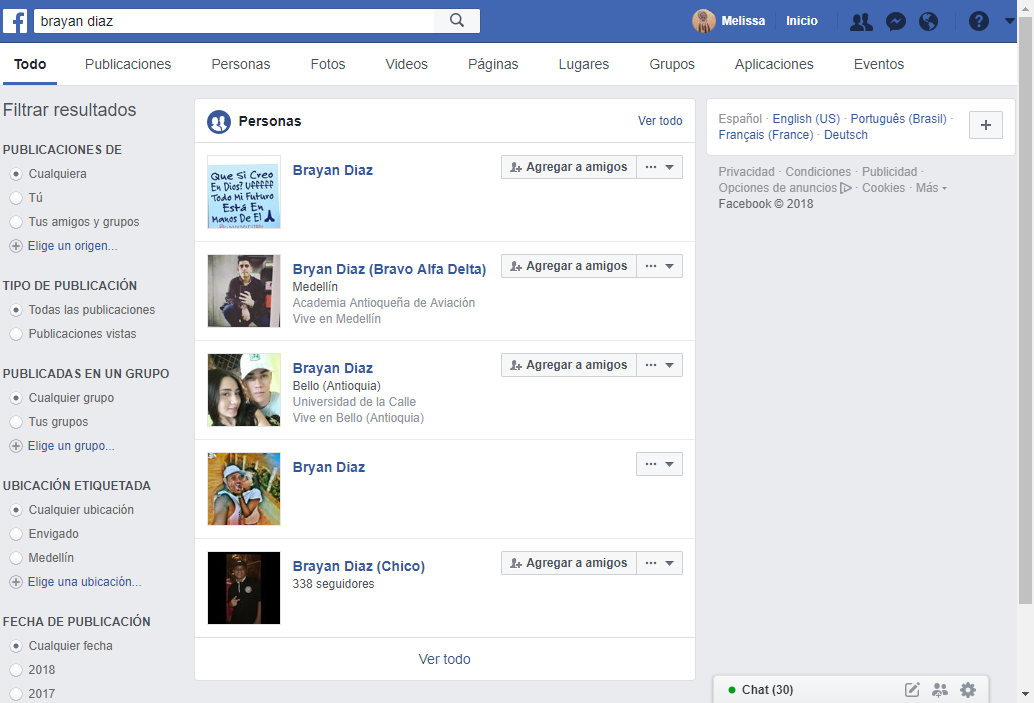 brayan diaz
Melissa
Inicio
Todo
Publicaciones
Personas
Fotos
Videos
Páginas
Lugares
Grupos
Aplicaciones
Eventos
Filtrar resultados
PUBLICACIONES DE
Cualquiera
Tú
Tus amigos y grupos
Elige un origen...
TIPO DE PUBLICACIÓN
Todas las publicaciones
Publicaciones vistas
PUBLICADAS EN UN GRUPO
Cualquier grupo
Tus grupos
Elige un grupo...
UBICACIÓN ETIQUETADA
Cualquier ubicación
Envigado
Medellín
Elige una ubicación...
FECHA DE PUBLICACIÓN
Cualquier fecha
2018
2017
Personas
Ver todo
Que Si Creo
En Dios? Uffffff
Todo Mi Futuro
Está En
Manos De El
Brayan Diaz
Agregar a amigos
Bryan Diaz (Bravo Alfa Delta)
Medellín
Academia Antioqueña de Aviación
Vive en Medellín
Agregar a amigos
Brayan Diaz
Bello (Antioquia)
Universidad de la Calle
Vive en Bello (Antioquia)
Agregar a amigos
Bryan Diaz
Brayan Diaz (Chico)
338 seguidores
Agregar a amigos
Ver todo
Español · English (US) · Português (Brasil) ·
Français (France) · Deutsch
Privacidad · Condiciones · Publicidad ·
Opciones de anuncios · Cookies · Más
Facebook © 2018
Chat (30)